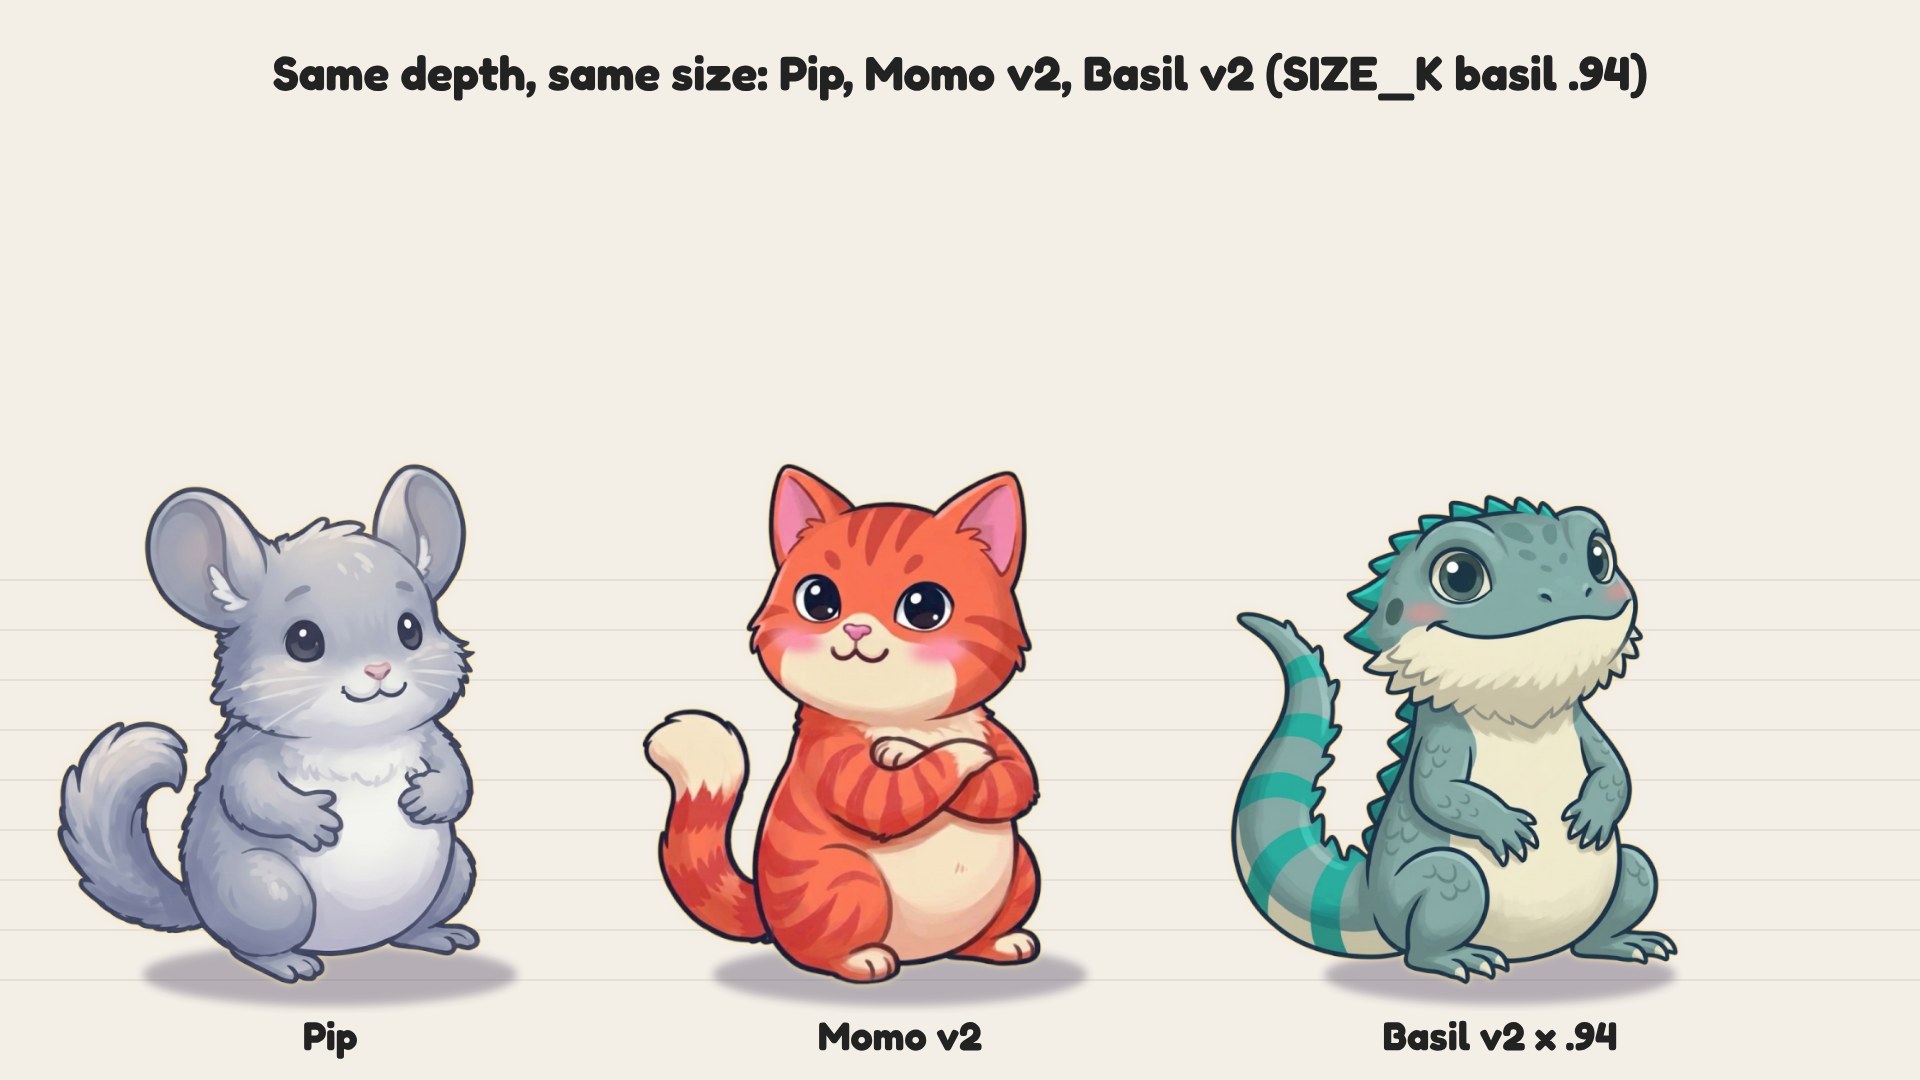 Same depth, same size: Pip, Momo v2, Basil v2 (SIZE_K basil .94)
Pip
Momo v2
Basil v2 x .94